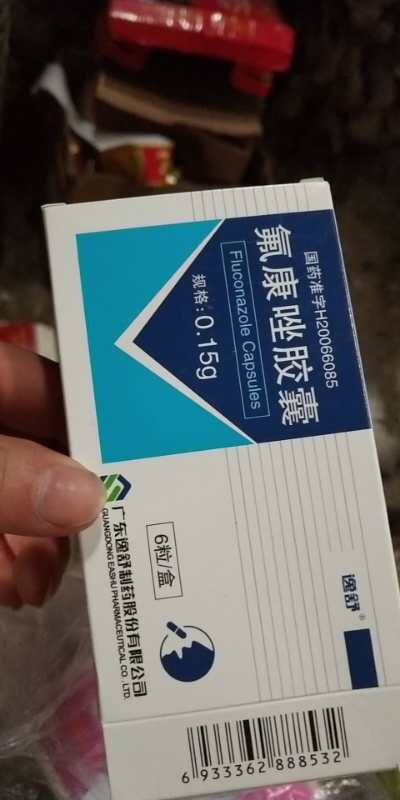 国药准字H20066085
氟康唑胶囊
Fluconazole Capsules
规格:0.15g
逸舒®
6粒/盒
广东逸舒制药股份有限公司
GUANGDONG EASHU PHARMACEUTICAL CO., LTD.
6 933362 888532